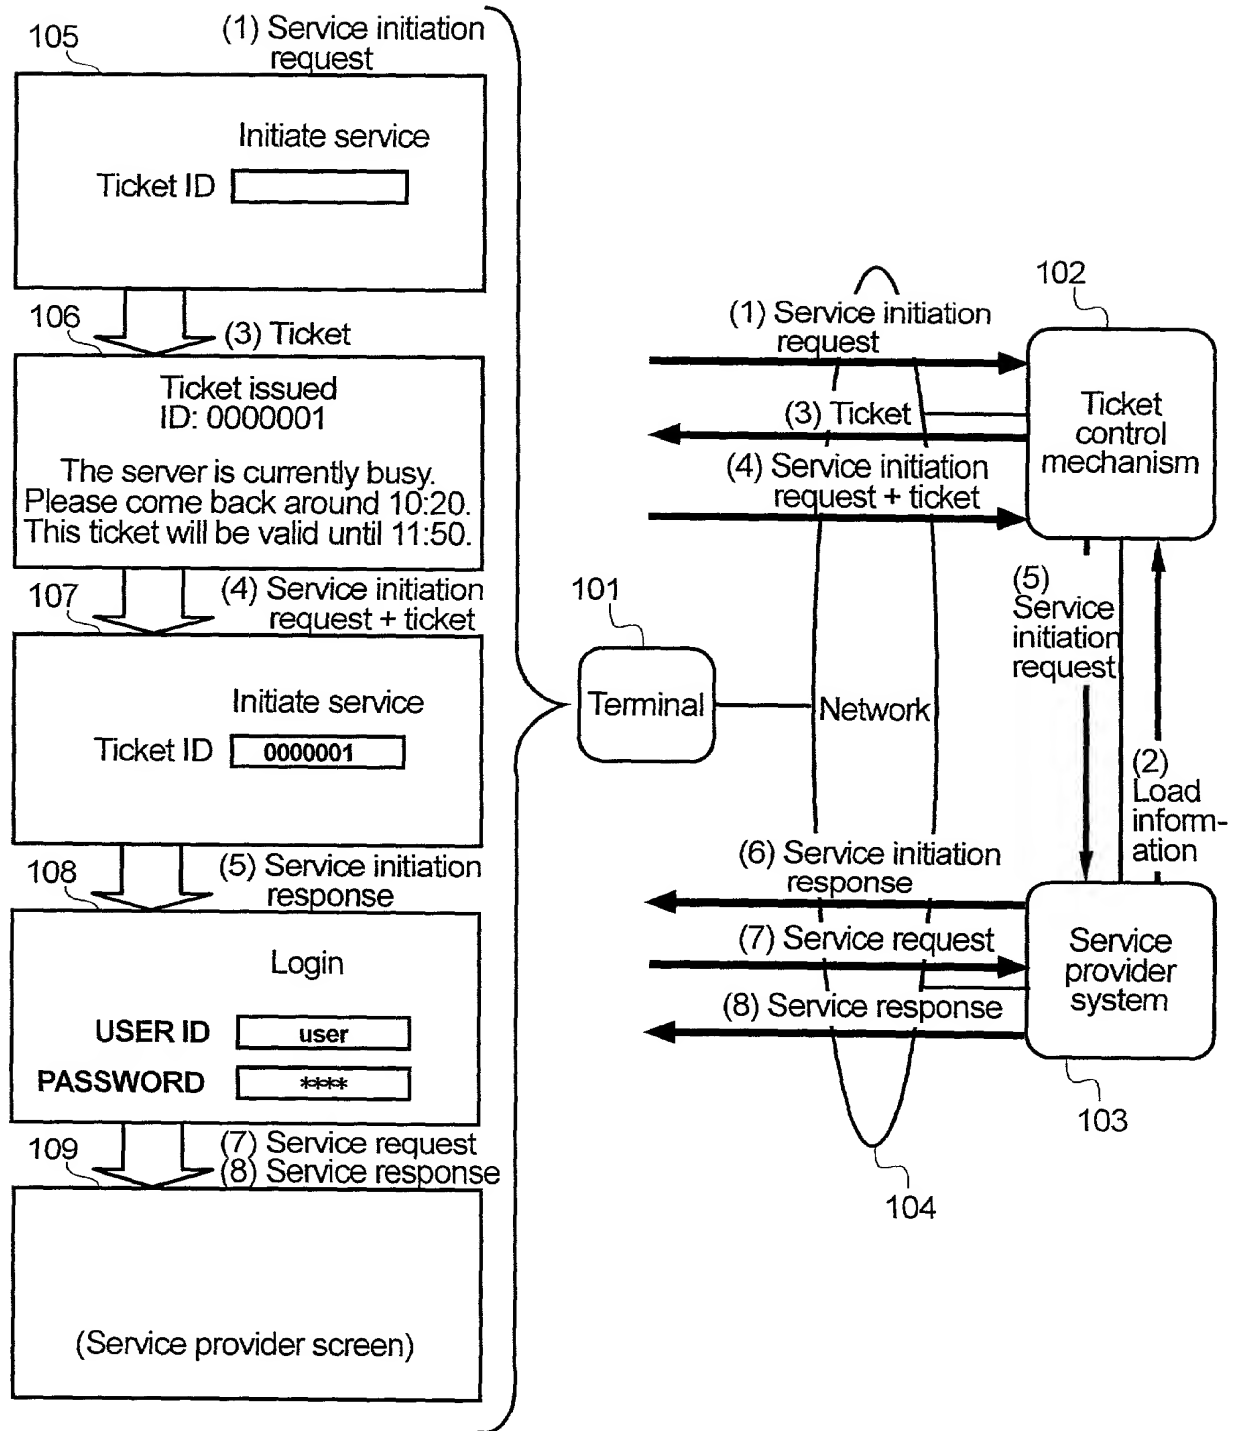 105
(1) Service initiation
request
Initiate service
Ticket ID
106
(3) Ticket
Ticket issued
ID: 0000001
The server is currently busy.
Please come back around 10:20.
This ticket will be valid until 11:50.
107
(4) Service initiation
request + ticket
Initiate service
Ticket ID
0000001
108
(5) Service initiation
response
Login
USER ID
user
PASSWORD
****
109
(7) Service request
(8) Service response
(Service provider screen)
101
Terminal
Network
104
(1) Service initiation
request
(3) Ticket
(4) Service initiation
request + ticket
102
Ticket
control
mechanism
(5)
Service
initiation
request
(2)
Load
inform-
ation
(6) Service initiation
response
(7) Service request
(8) Service response
Service
provider
system
103